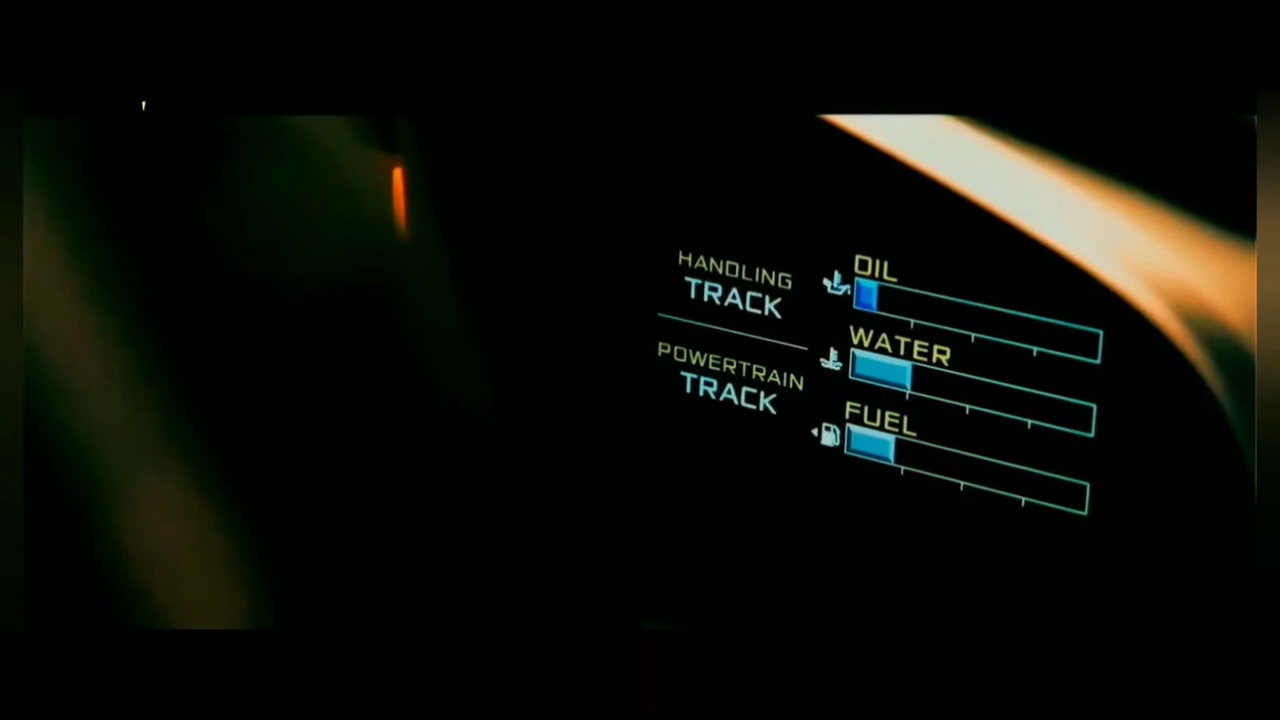 HANDLING
TRACK
POWERTRAIN
TRACK
OIL
WATER
FUEL